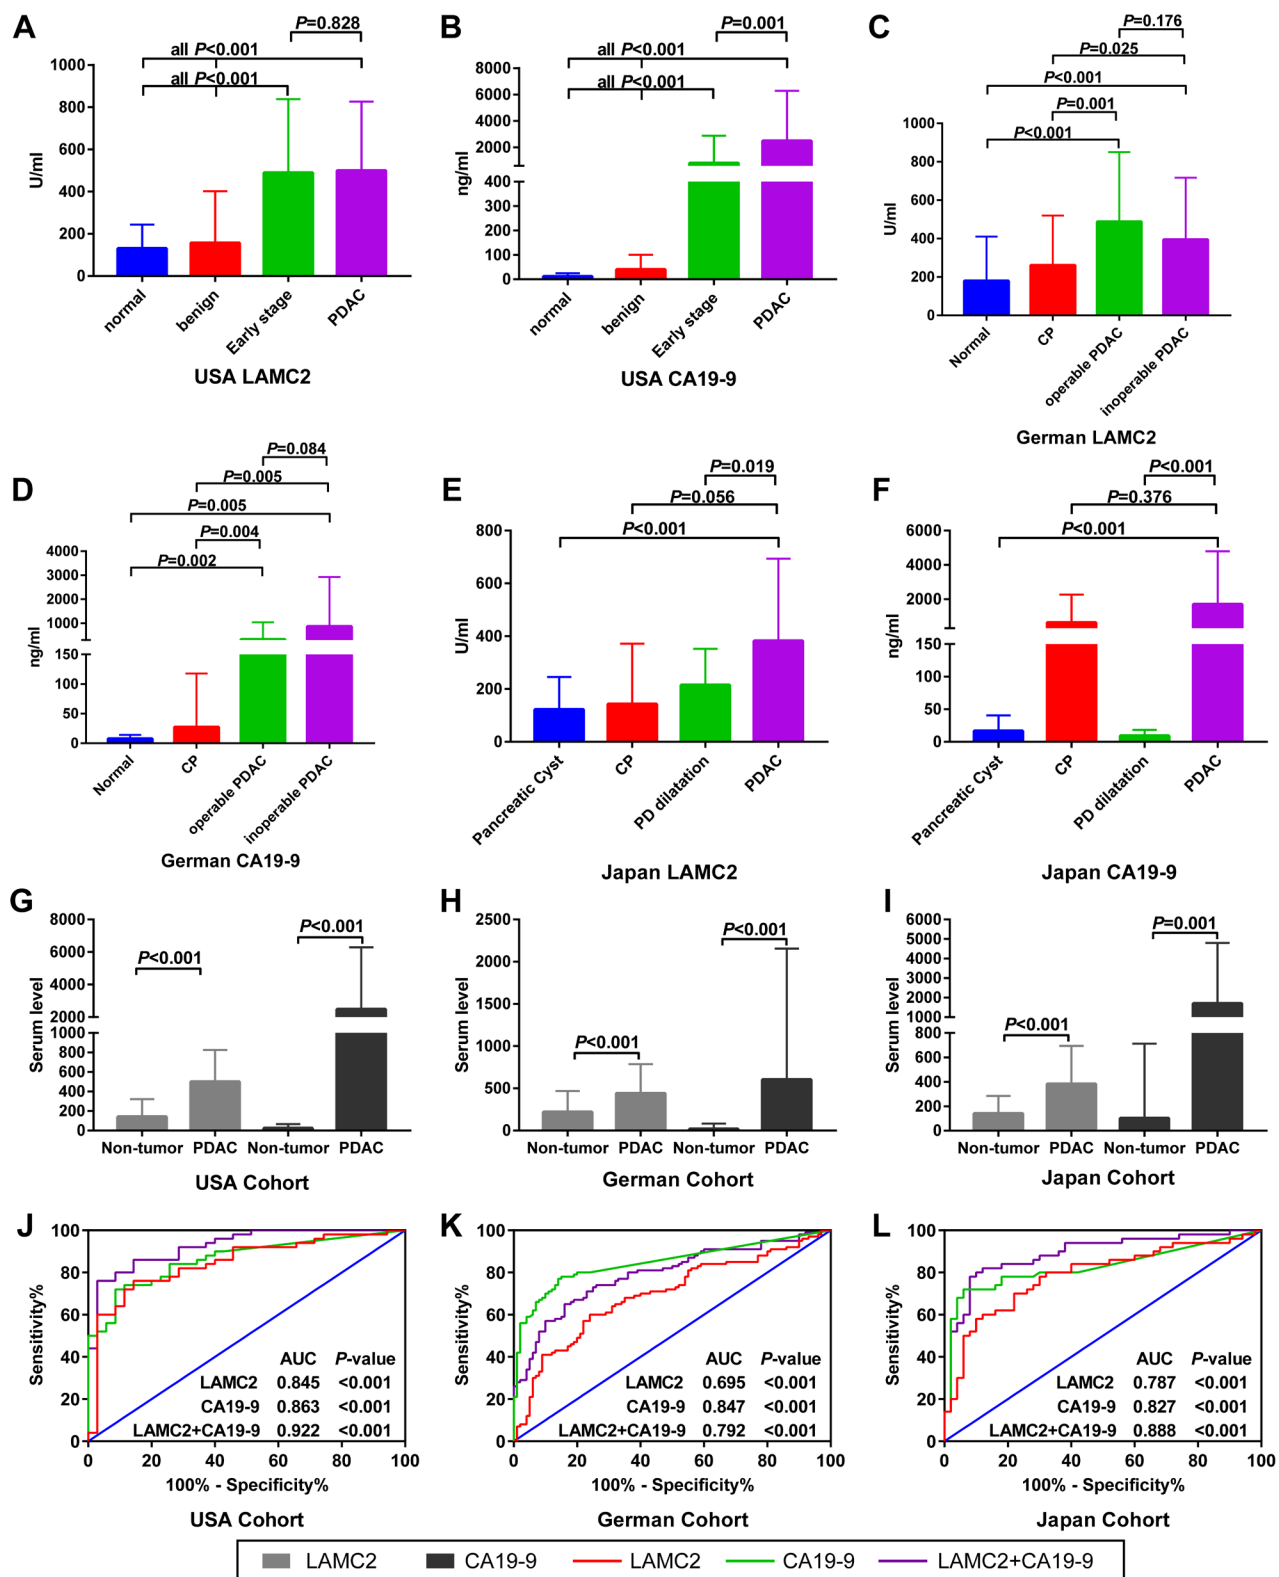 A
P=0.828
all P<0.001
all P<0.001
1000
800
600
400
200
0
U/ml
normal
benign
Early stage
PDAC
USA LAMC2
B
P=0.001
all P<0.001
all P<0.001
8000
6000
4000
2000
400
300
200
100
0
ng/ml
normal
benign
Early stage
PDAC
USA CA19-9
C
P=0.176
P=0.025
P<0.001
P=0.001
P<0.001
1000
800
600
400
200
0
U/ml
Normal
CP
operable PDAC
inoperable PDAC
German LAMC2
D
P=0.084
P=0.005
P=0.005
P=0.004
P=0.002
4000
3000
2000
1000
150
100
50
0
ng/ml
Normal
CP
operable PDAC
inoperable PDAC
German CA19-9
E
P=0.019
P=0.056
P<0.001
800
600
400
200
0
U/ml
Pancreatic Cyst
CP
PD dilatation
PDAC
Japan LAMC2
F
P<0.001
P=0.376
P<0.001
6000
4000
2000
150
100
50
0
ng/ml
Pancreatic Cyst
CP
PD dilatation
PDAC
Japan CA19-9
G
P<0.001
P<0.001
8000
6000
4000
2000
1000
800
600
400
200
0
Serum level
Non-tumor PDAC Non-tumor PDAC
USA Cohort
H
P<0.001
P<0.001
2500
2000
1500
1000
500
0
Serum level
Non-tumor PDAC Non-tumor PDAC
German Cohort
I
P=0.001
P<0.001
6000
5000
4000
3000
2000
1000
800
600
400
200
0
Serum level
Non-tumor PDAC Non-tumor PDAC
Japan Cohort
J
100
80
60
40
20
0
Sensitivity%
AUC P-value
LAMC2 0.845 <0.001
CA19-9 0.863 <0.001
LAMC2+CA19-9 0.922 <0.001
0 20 40 60 80 100
100% - Specificity%
USA Cohort
K
100
80
60
40
20
0
Sensitivity%
AUC P-value
LAMC2 0.695 <0.001
CA19-9 0.847 <0.001
LAMC2+CA19-9 0.792 <0.001
0 20 40 60 80 100
100% - Specificity%
German Cohort
L
100
80
60
40
20
0
Sensitivity%
AUC P-value
LAMC2 0.787 <0.001
CA19-9 0.827 <0.001
LAMC2+CA19-9 0.888 <0.001
0 20 40 60 80 100
100% - Specificity%
Japan Cohort
LAMC2 CA19-9 LAMC2 CA19-9 LAMC2+CA19-9